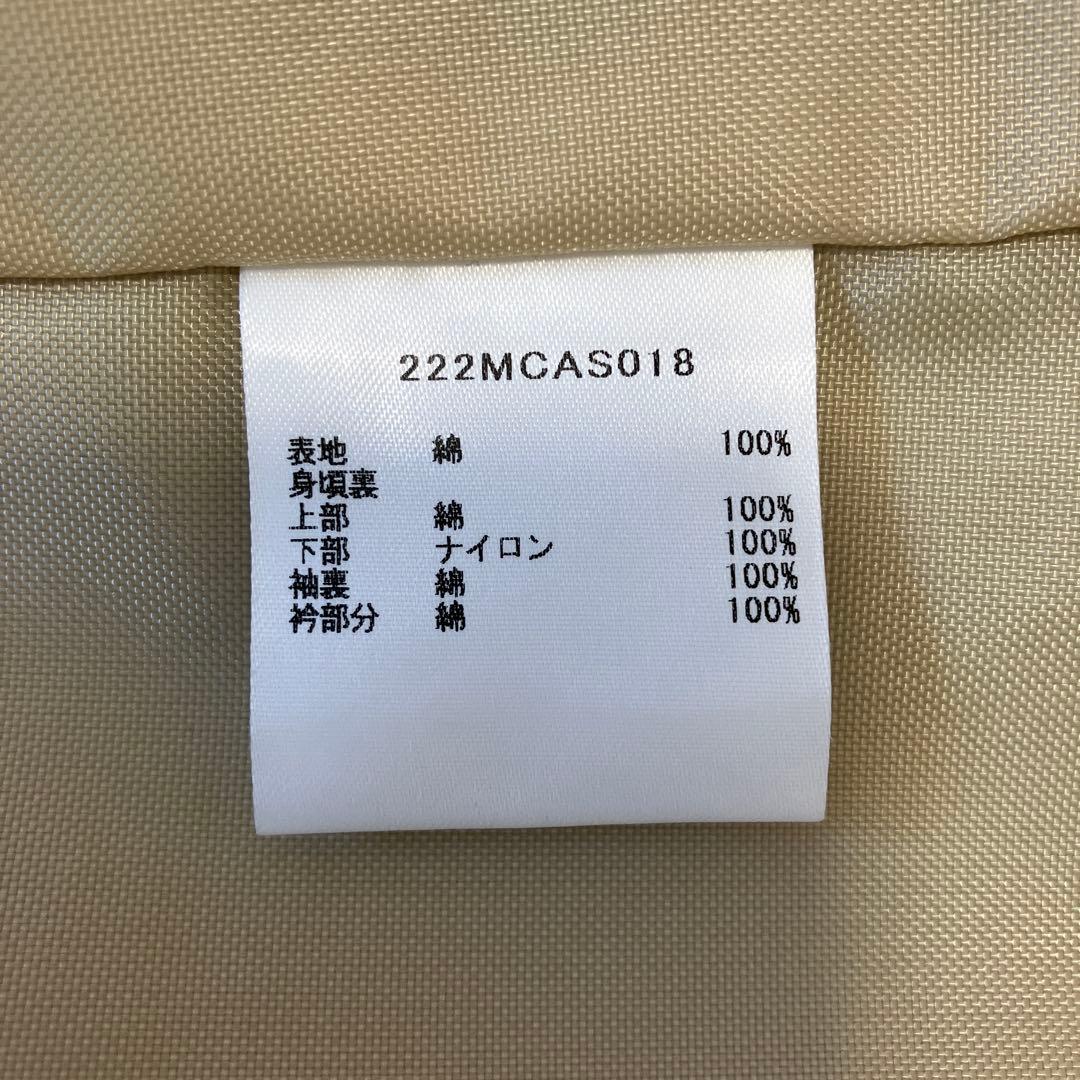 222MCAS018
表地 綿 100%
身頃裏
上部 綿 100%
下部 ナイロン 100%
袖裏 綿 100%
衿部分 綿 100%